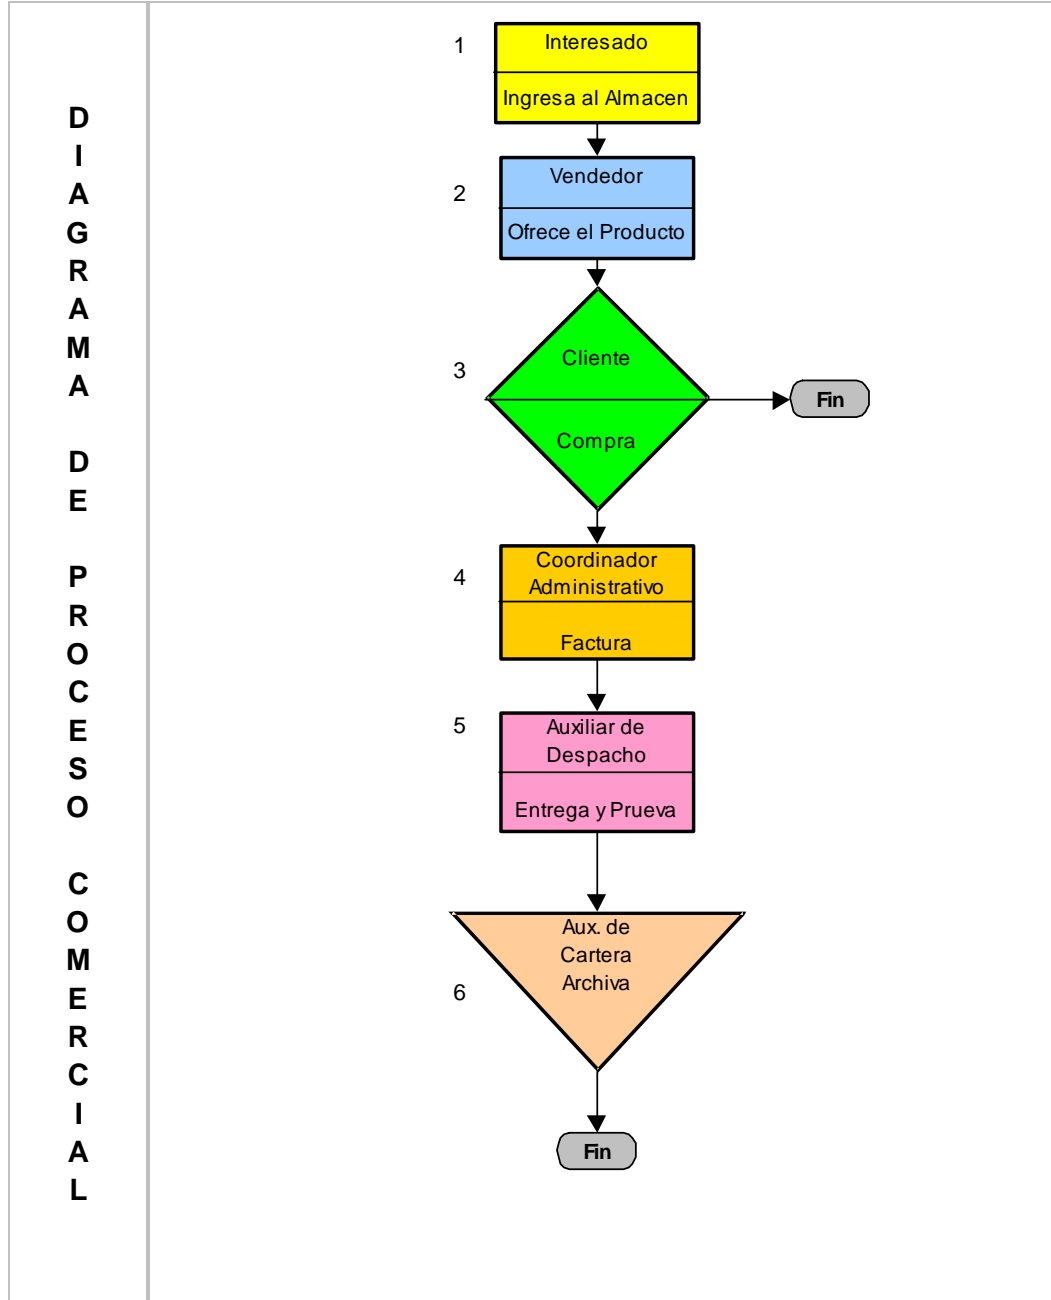 DIAGRAMA DE PROCESO COMERCIAL
1
Interesado
Ingresa al Almacen
2
Vendedor
Ofrece el Producto
3
Cliente
Compra
Fin
4
Coordinador
Administrativo
Factura
5
Auxiliar de
Despacho
Entrega y Prueva
6
Aux. de
Cartera
Archiva
Fin